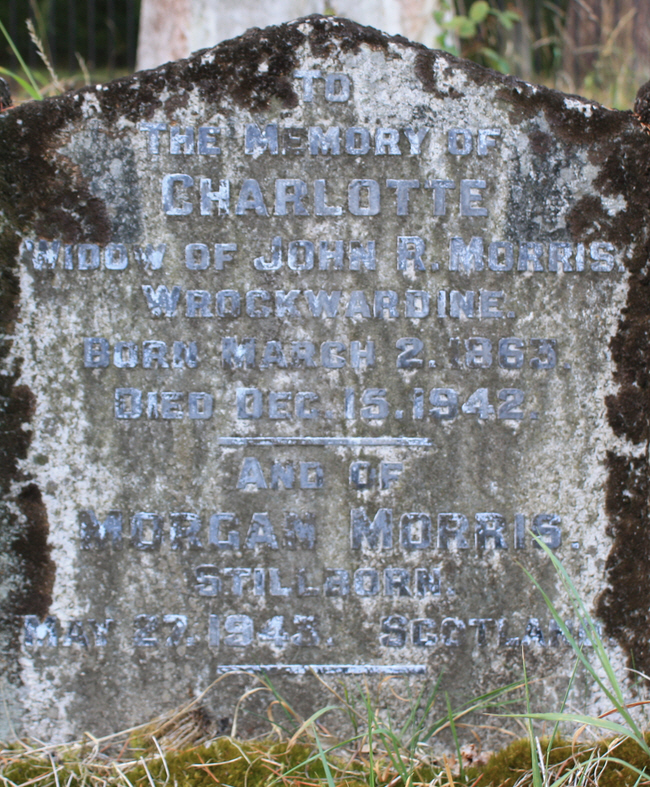 TO
THE MEMORY OF
CHARLOTTE
WIDOW OF JOHN R. MORRIS.
WROCKWARDINE.
BORN MARCH 2. 1863.
DIED DEC. 15. 1942.
AND OF
MORGAN MORRIS.
STILLBORN.
MAY 27. 1943. SCOTLAND